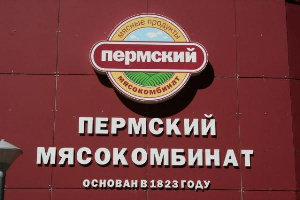 мясные продукты
пермский
мясокомбинат
ПЕРМСКИЙ
МЯСОКОМБИНАТ
ОСНОВАН В 1823 ГОДУ